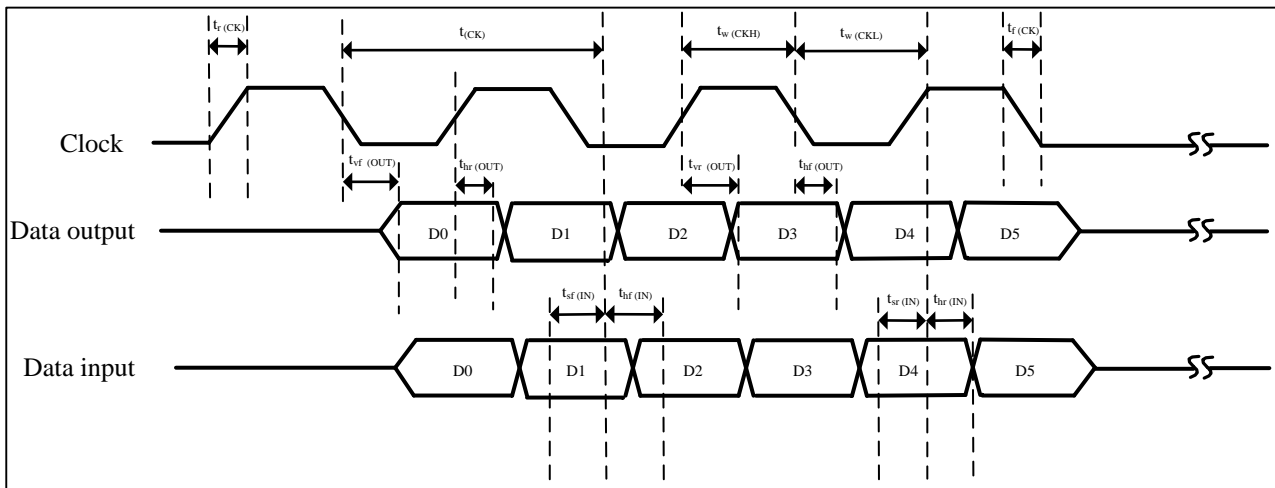 tr (CK) t(CK) tw (CKH) tw (CKL) tf (CK)
Clock
tvf (OUT) thr (OUT) tvr (OUT) thf (OUT)
Data output D0 D1 D2 D3 D4 D5
tsf (IN) thf (IN) tsr (IN) thr (IN)
Data input D0 D1 D2 D3 D4 D5